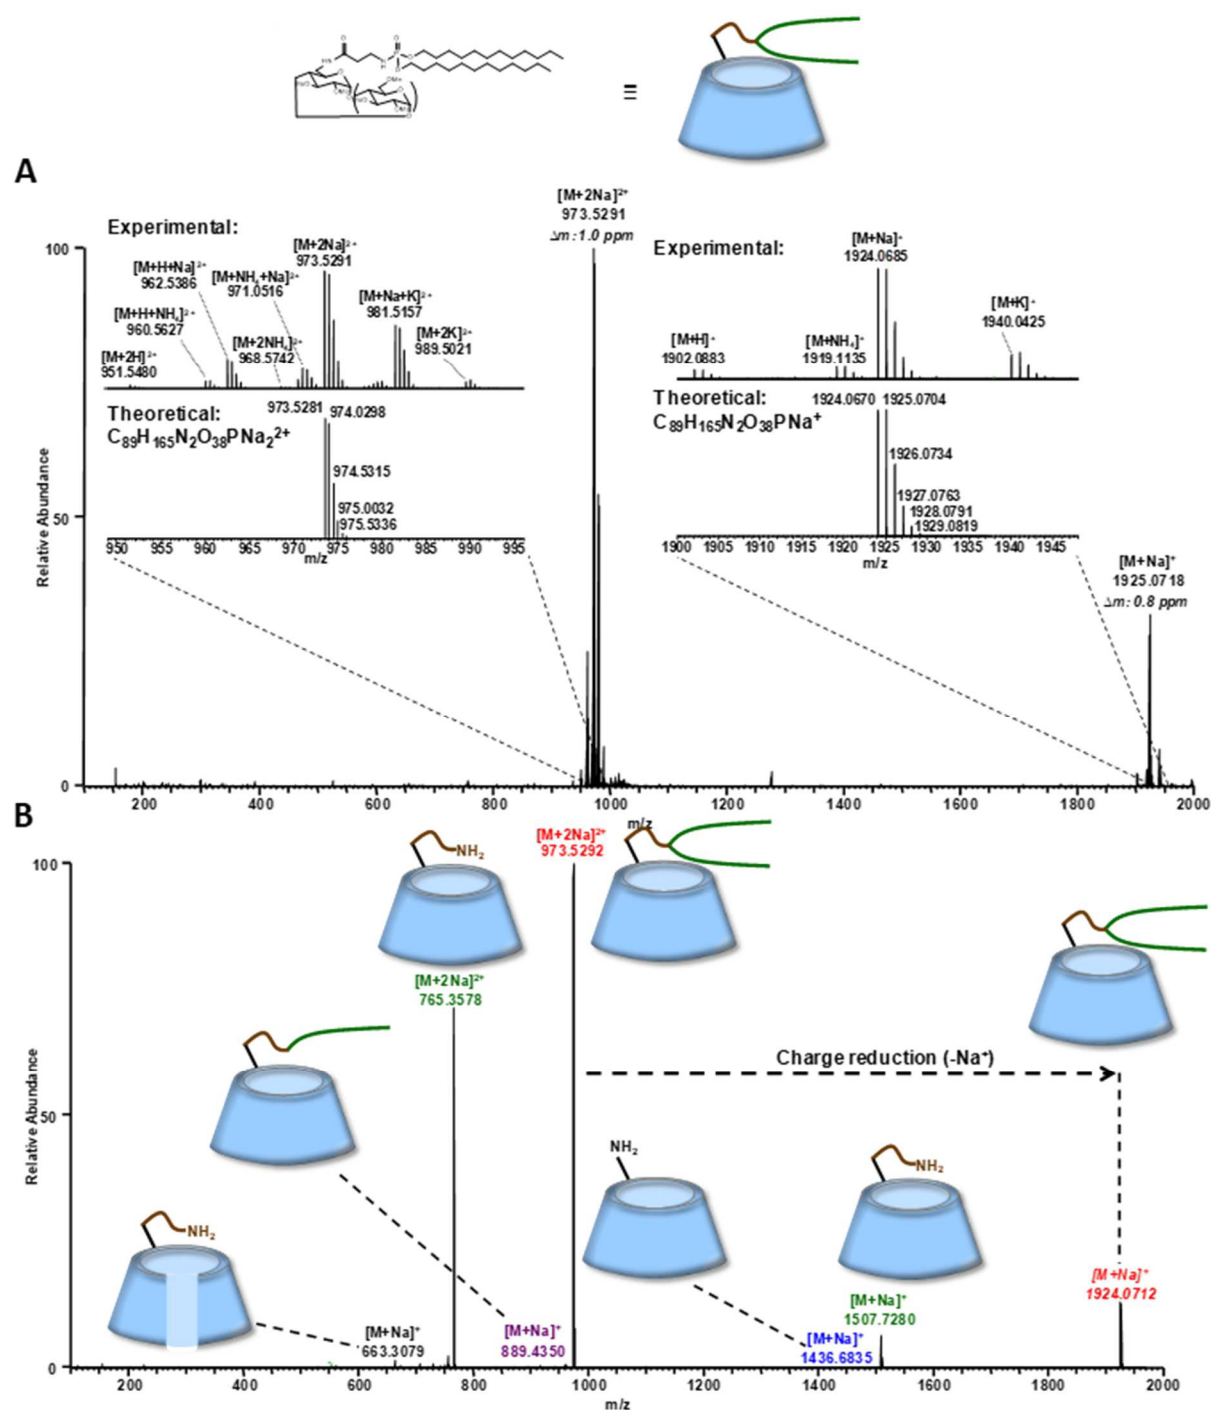 ≡
A
[M+2Na]²⁺
973.5291
Δm: 1.0 ppm
Experimental:
[M+2Na]²⁺
973.5291
[M+H+Na]²⁺
962.5386
[M+NH₄+Na]²⁺
971.0516
[M+Na+K]²⁺
981.5157
[M+H+NH₄]²⁺
960.5627
[M+2NH₄]²⁺
968.5742
[M+2K]²⁺
989.5021
[M+2H]²⁺
951.5480
Theoretical:
C₈₉H₁₆₅N₂O₃₈PNa₂²⁺
973.5281
974.0298
974.5315
975.0032
975.5336
950 955 960 965 970 975 980 985 990 995
m/z
Experimental:
[M+Na]⁺
1924.0685
[M+K]⁺
1940.0425
[M+H]⁺
1902.0883
[M+NH₄]⁺
1919.1135
Theoretical:
C₈₉H₁₆₅N₂O₃₈PNa⁺
1924.0670 1925.0704
1926.0734
1927.0763
1928.0791
1929.0819
1900 1905 1910 1915 1920 1925 1930 1935 1940 1945
m/z
[M+Na]⁺
1925.0718
Δm: 0.8 ppm
Relative Abundance
100
50
0
200 400 600 800 1000 1200 1400 1600 1800 2000
m/z
B
[M+2Na]²⁺
973.5292
NH₂
[M+2Na]²⁺
765.3578
Charge reduction (-Na⁺)
NH₂
NH₂
NH₂
[M+Na]⁺
663.3079
[M+Na]⁺
889.4350
[M+Na]⁺
1436.6835
[M+Na]⁺
1507.7280
[M+Na]⁺
1924.0712
Relative Abundance
100
50
0
200 400 600 800 1000 1200 1400 1600 1800 2000
m/z